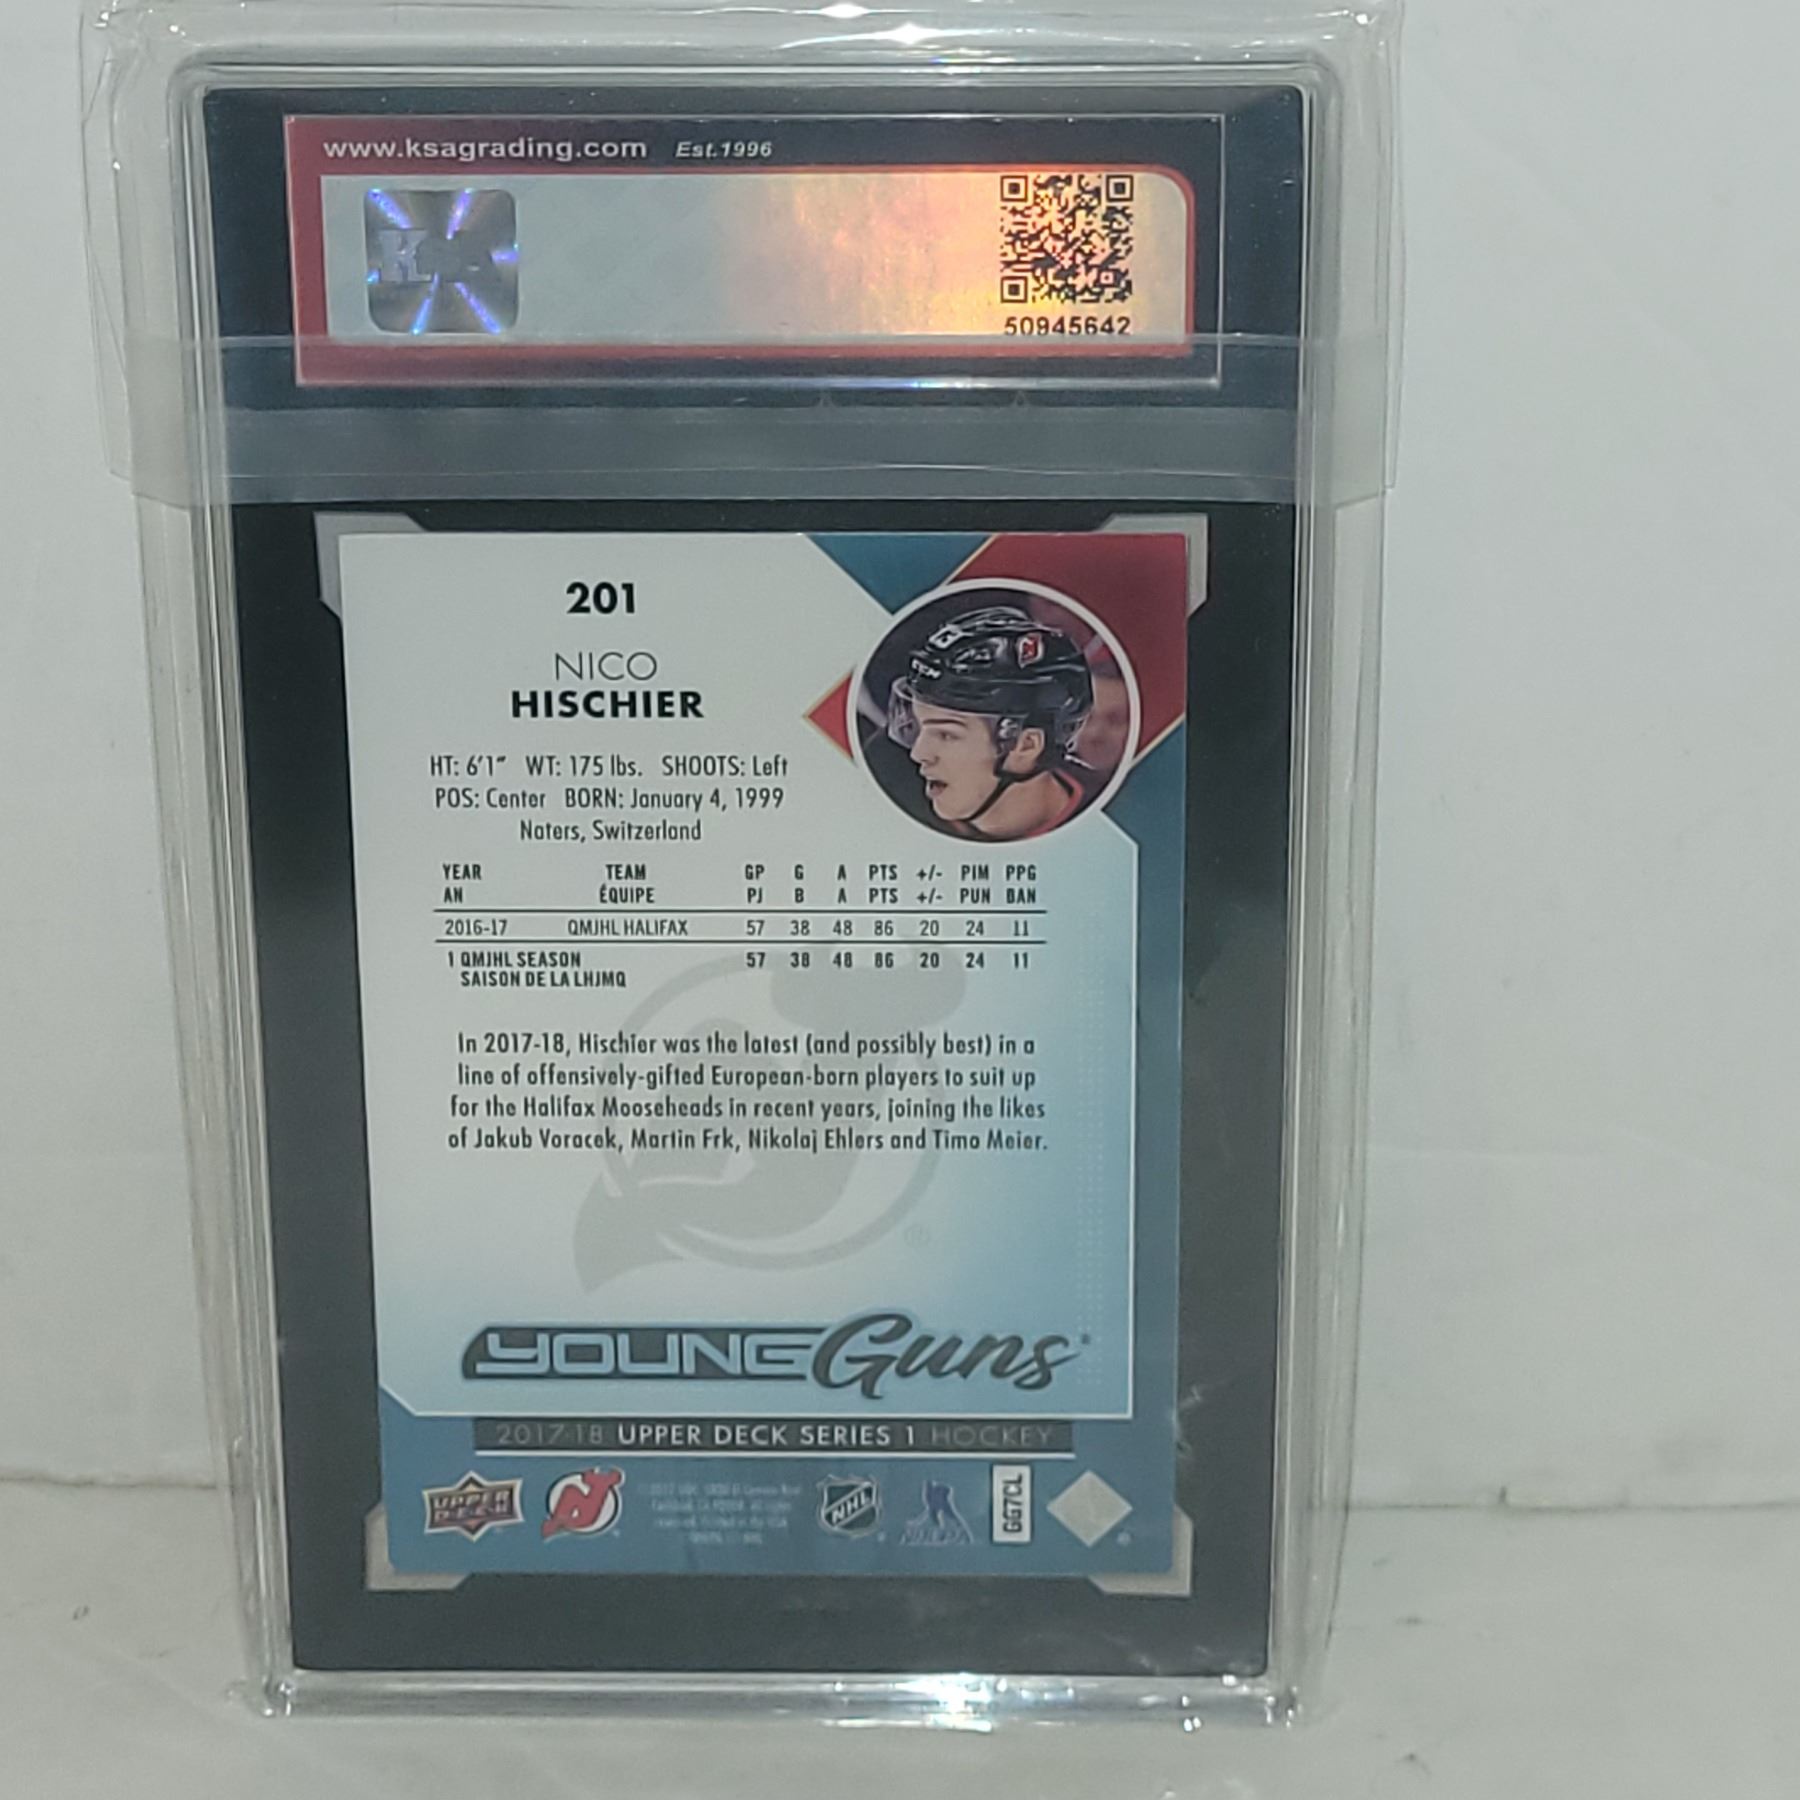 www.ksagrading.com Est.1996
K
50945642
201
NICO
HISCHIER
HT: 6'1" WT: 175 lbs. SHOOTS: Left
POS: Center BORN: January 4, 1999
Naters, Switzerland
YEAR TEAM GP G A PTS +/- PIM PPG
AN ÉQUIPE PJ B A PTS +/- PUN BAN
2016-17 QMJHL HALIFAX 57 38 48 86 20 24 11
1 QMJHL SEASON 57 38 48 86 20 24 11
SAISON DE LA LHJMQ
In 2017-18, Hischier was the latest (and possibly best) in a
line of offensively-gifted European-born players to suit up
for the Halifax Mooseheads in recent years, joining the likes
of Jakub Voracek, Martin Frk, Nikolaj Ehlers and Timo Meier.
YOUNG Guns
2017-18 UPPER DECK SERIES 1 HOCKEY
UPPER DECK
NHL
NHLPA
GG7CL